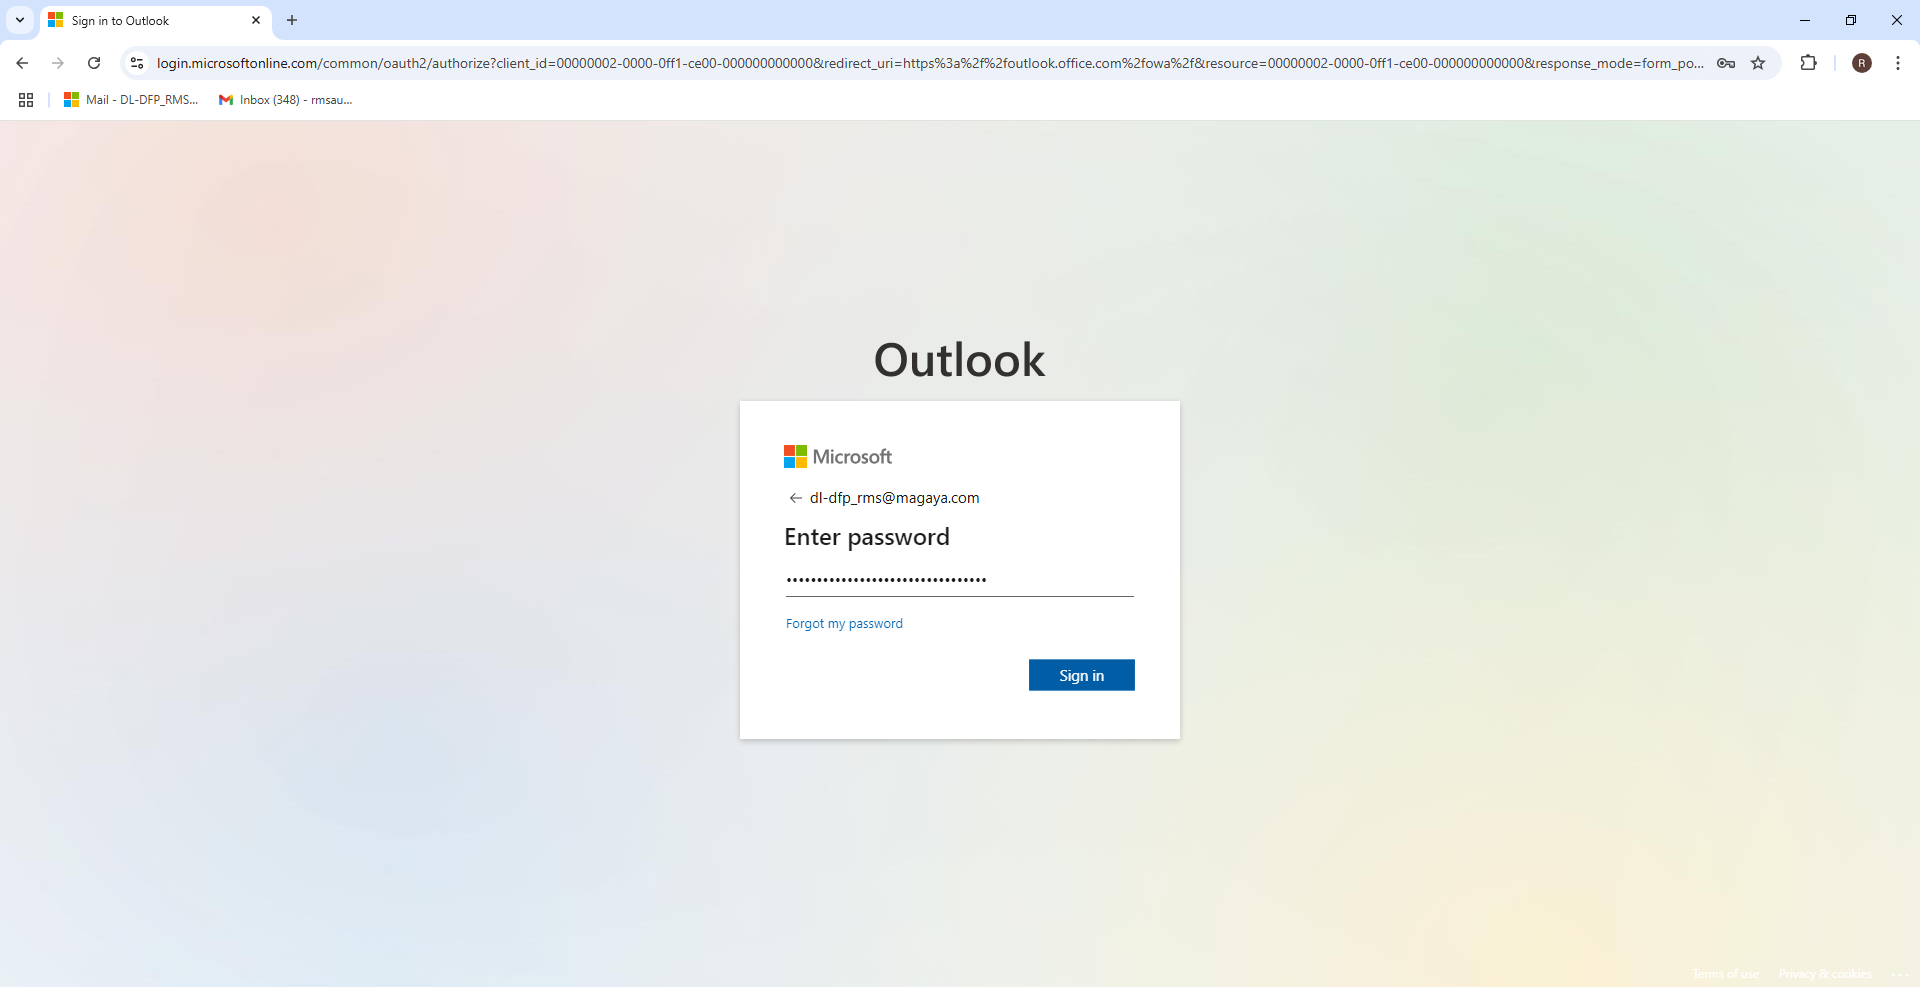 Sign in to Outlook
login.microsoftonline.com/common/oauth2/authorize?client_id=00000002-0000-0ff1-ce00-000000000000&redirect_uri=https%3a%2f%2foutlook.office.com%2fowa%2f&resource=00000002-0000-0ff1-ce00-000000000000&response_mode=form_po...
R
Mail - DL-DFP_RMS...
Inbox (348) - rmsau...
Outlook
Microsoft
dl-dfp_rms@magaya.com
Enter password
Forgot my password
Sign in
Terms of use
Privacy & cookies